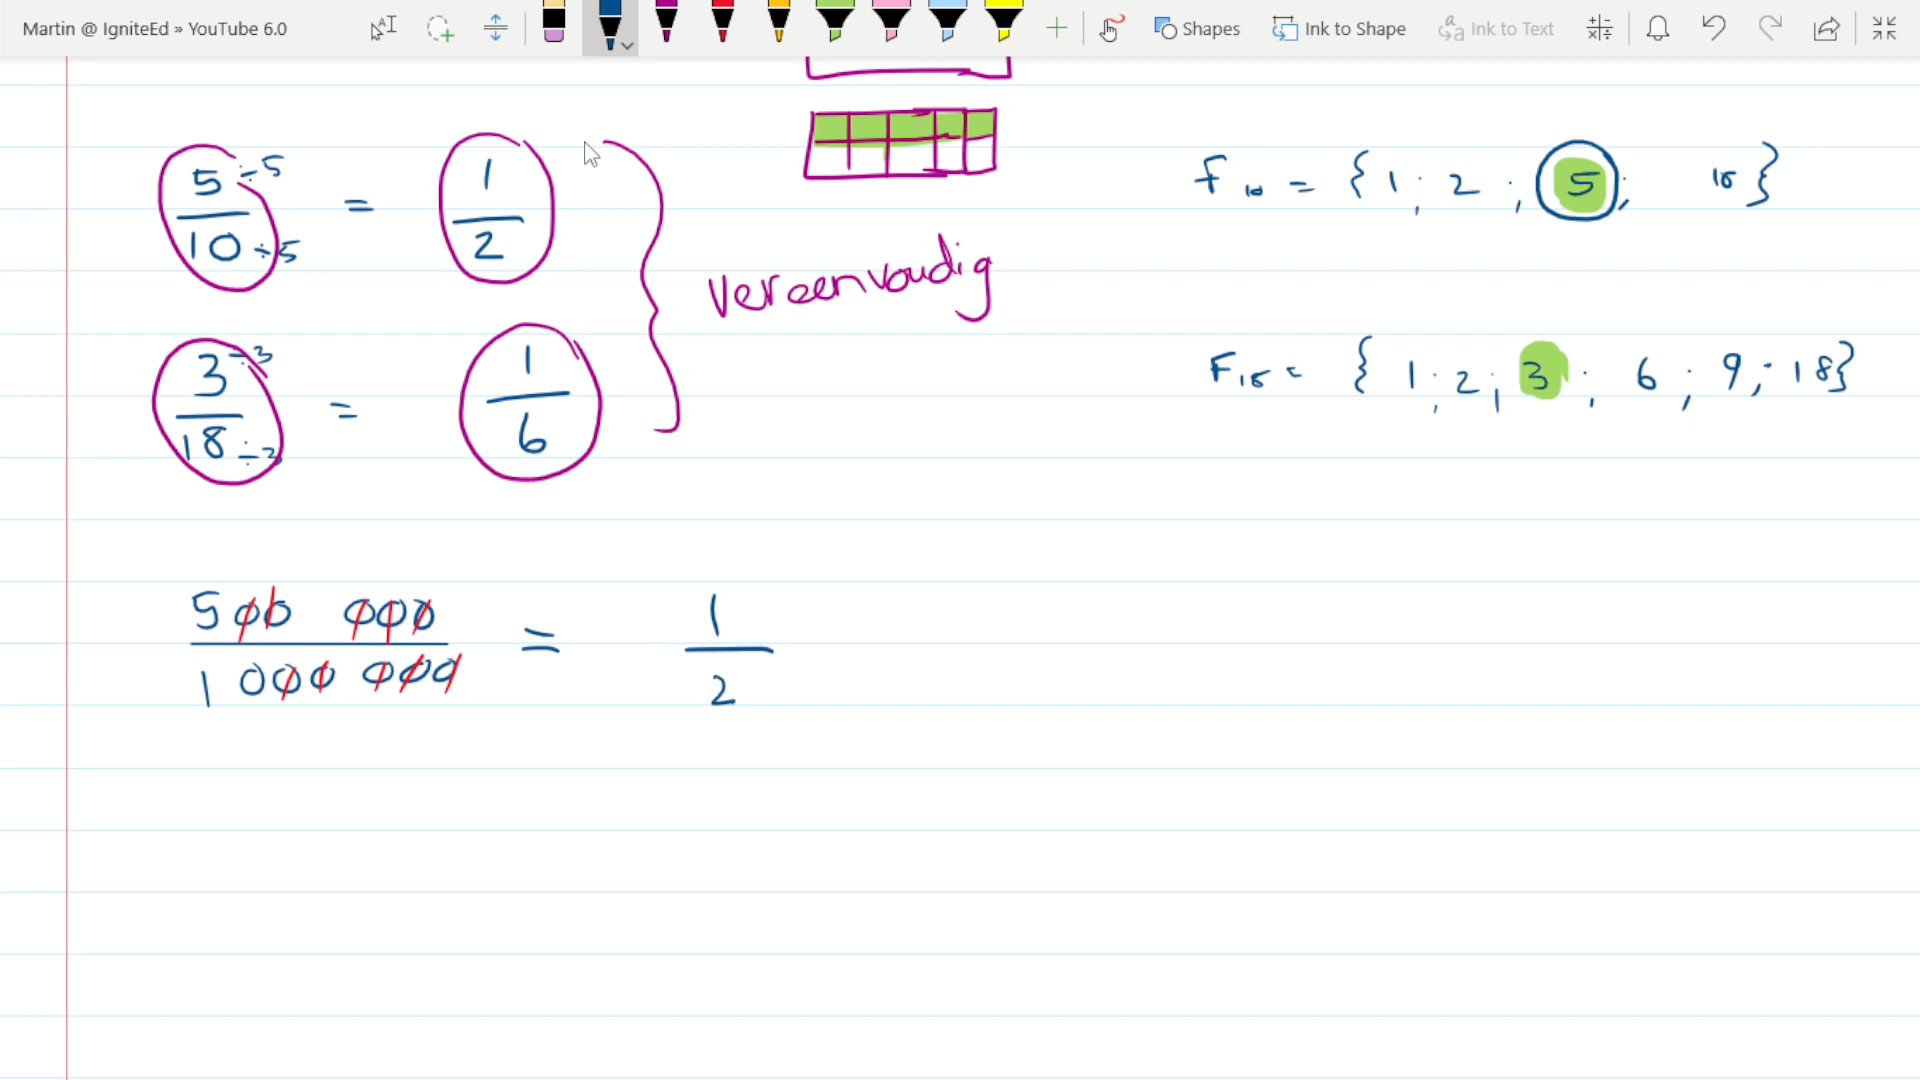 Martin @ IgniteEd » YouTube 6.0
Shapes
Ink to Shape
Ink to Text
5 ÷5 / 10 ÷5 = 1 / 2
F10 = { 1 ; 2 ; 5 ; 10 }
Vereenvoudig
3 ÷3 / 18 ÷3 = 1 / 6
F18 = { 1 ; 2 ; 3 ; 6 ; 9 ; 18 }
500 000 / 1 000 000 = 1 / 2